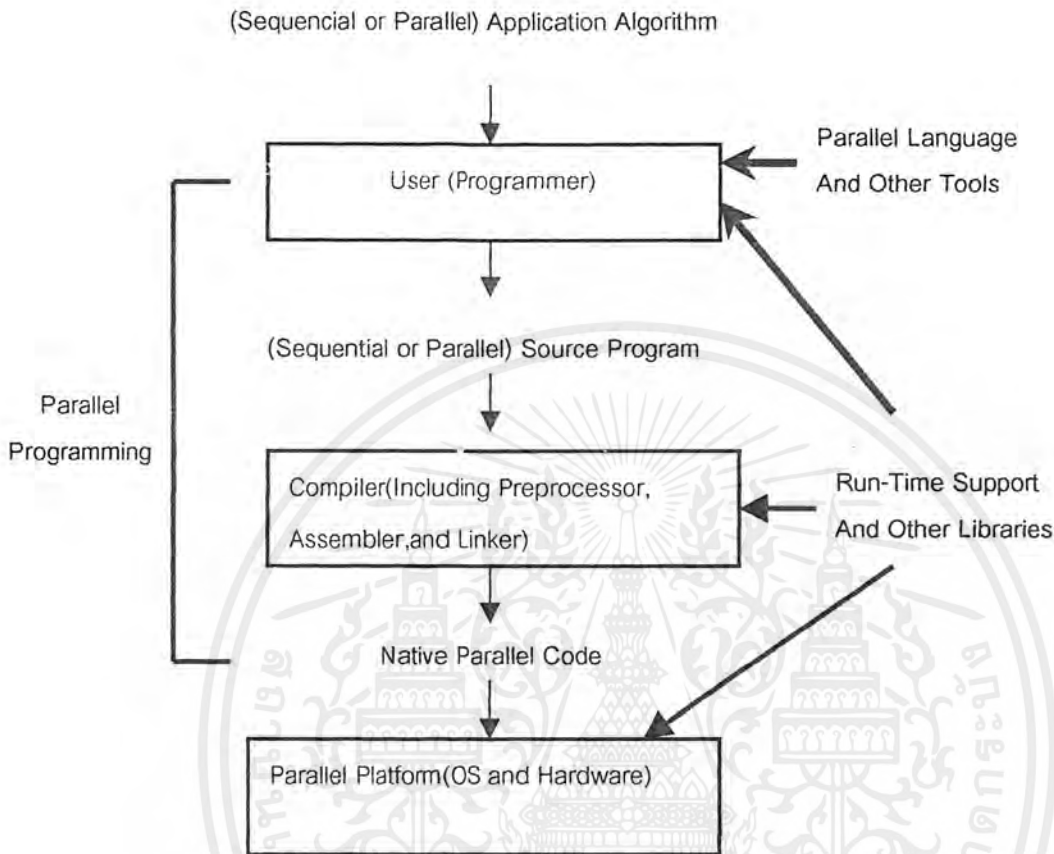 (Sequencial or Parallel) Application Algorithm
User (Programmer)
Parallel Language
And Other Tools
(Sequential or Parallel) Source Program
Parallel
Programming
Compiler(Including Preprocessor,
Assembler,and Linker)
Run-Time Support
And Other Libraries
Native Parallel Code
Parallel Platform(OS and Hardware)